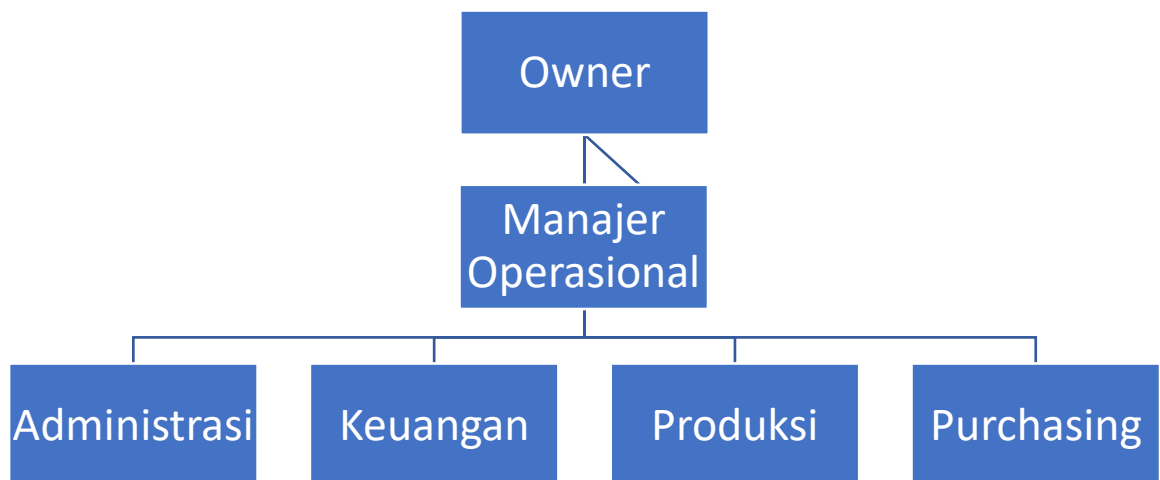 Owner
Manajer
Operasional
Administrasi
Keuangan
Produksi
Purchasing